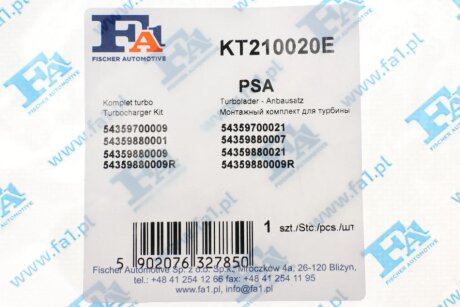 FA1
FISCHER AUTOMOTIVE
KT210020E
PSA
Komplet turbo
Turbocharger Kit
Turbolader - Anbausatz
Монтажный комплект для турбины
54359700009
54359880001
54359880009
54359880009R
54359700021
54359880007
54359880021
54359880009R
1 szt./Stc./pcs./шт
5 902076 327850
Fischer Automotive Sp. z o.o. Sp.k., Mroczków 4a, 26-120 Bliżyn,
tel.: +48 41 254 12 66 fax: +48 41 254 11 95
www.fa1.pl info@fa1.pl
www.fa1.pl